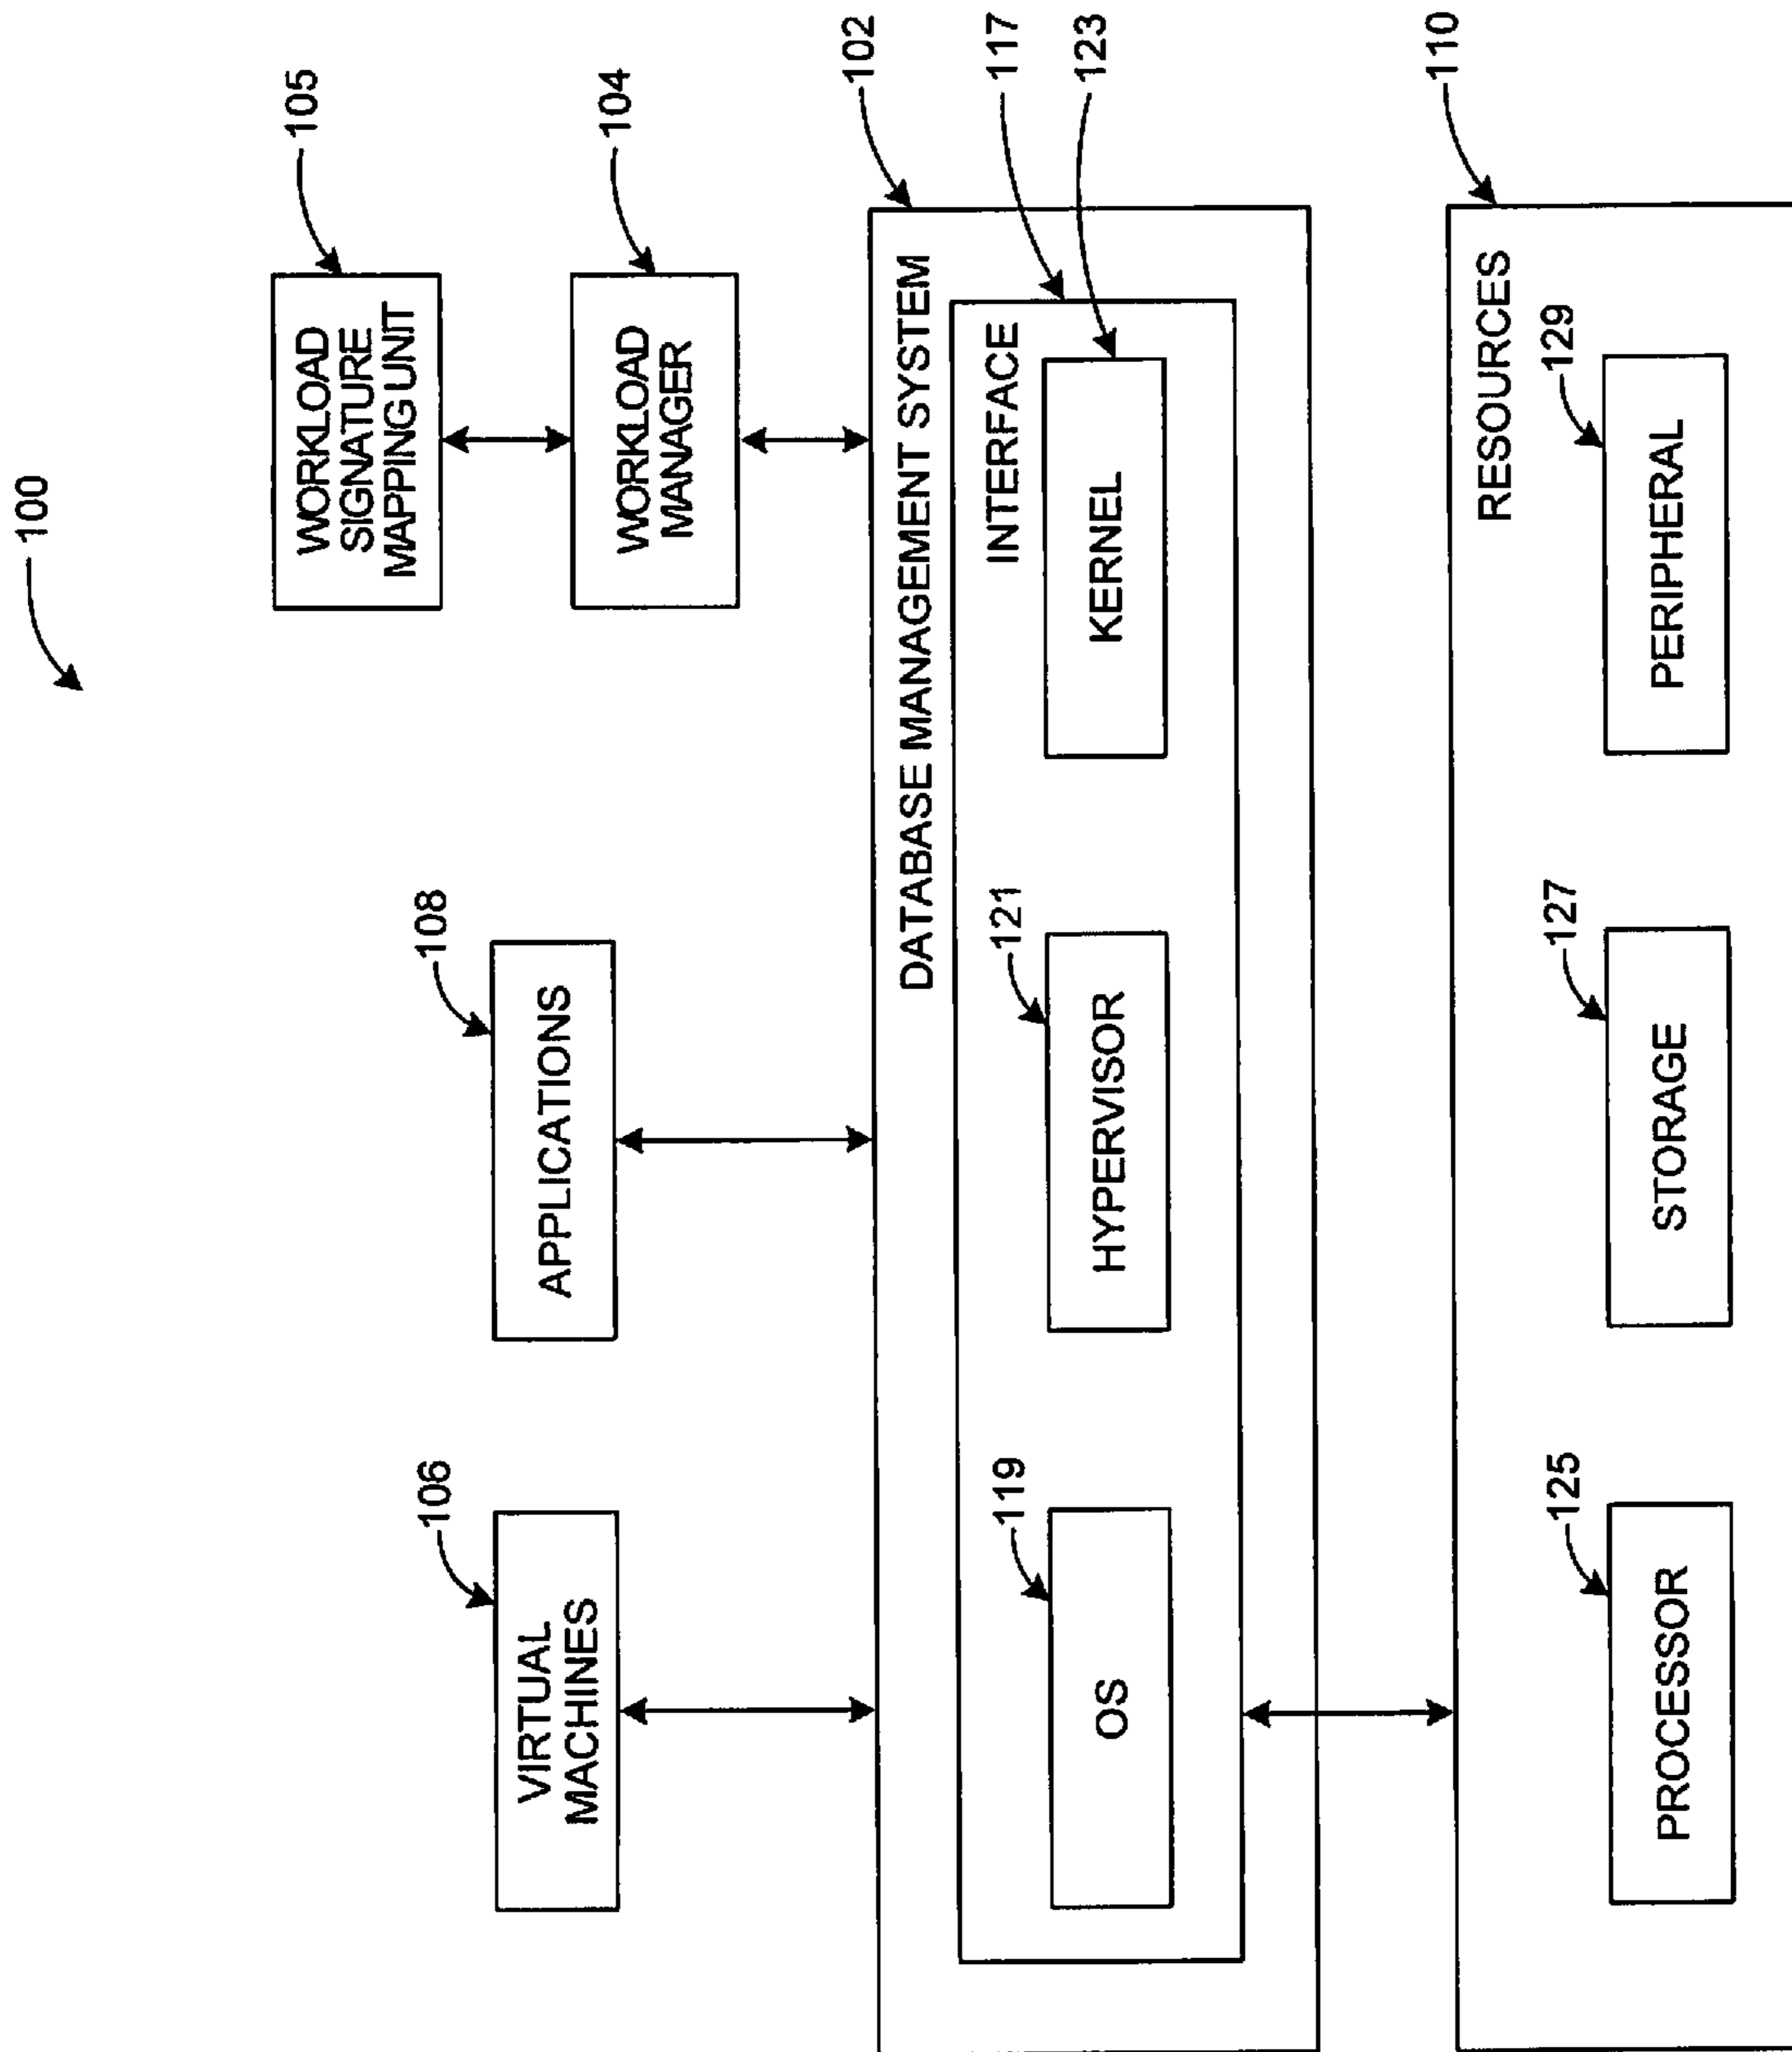 100
WORKLOAD
SIGNATURE
MAPPING UNIT
105
WORKLOAD
MANAGER
104
APPLICATIONS
108
VIRTUAL
MACHINES
106
DATABASE MANAGEMENT SYSTEM
102
INTERFACE
117
OS
119
HYPERVISOR
121
KERNEL
123
RESOURCES
110
PROCESSOR
125
STORAGE
127
PERIPHERAL
129